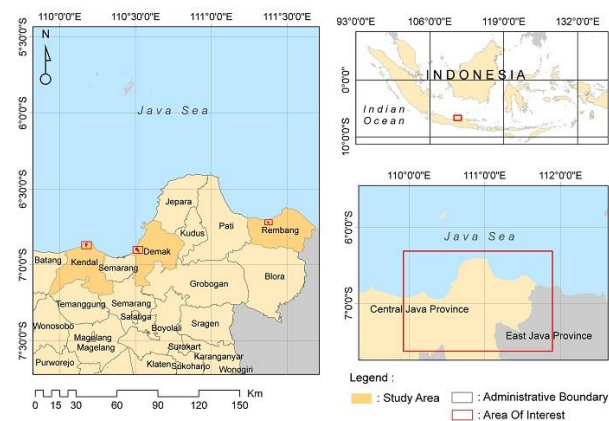 110°0'0"E 110°30'0"E 111°0'0"E 111°30'0"E
5°30'0"S
6°00'0"S
6°30'0"S
7°00'0"S
7°30'0"S
N
Java Sea
Jepara
Kudus
Pati
Rembang
Batang
Kendal
Semarang
Demak
Blora
Grobogan
Temanggung
Semarang
Salatiga
Wonosobo
Boyolali
Sragen
Magelang
Magelang
Surakart
Karanganyar
Purworejo
Klaten
Sukoharjo
Wonogiri
0 15 30 60 90 120 150
Km
93°0'0"E 106°0'0"E 119°0'0"E 132°0'0"E
0°0'0"
10°0'0"S
INDONESIA
Indian
Ocean
110°0'0"E 111°0'0"E 112°0'0"E
6°00'0"S
7°00'0"S
Java Sea
Central Java Province
East Java Province
Legend :
: Study Area
: Administrative Boundary
: Area Of Interest